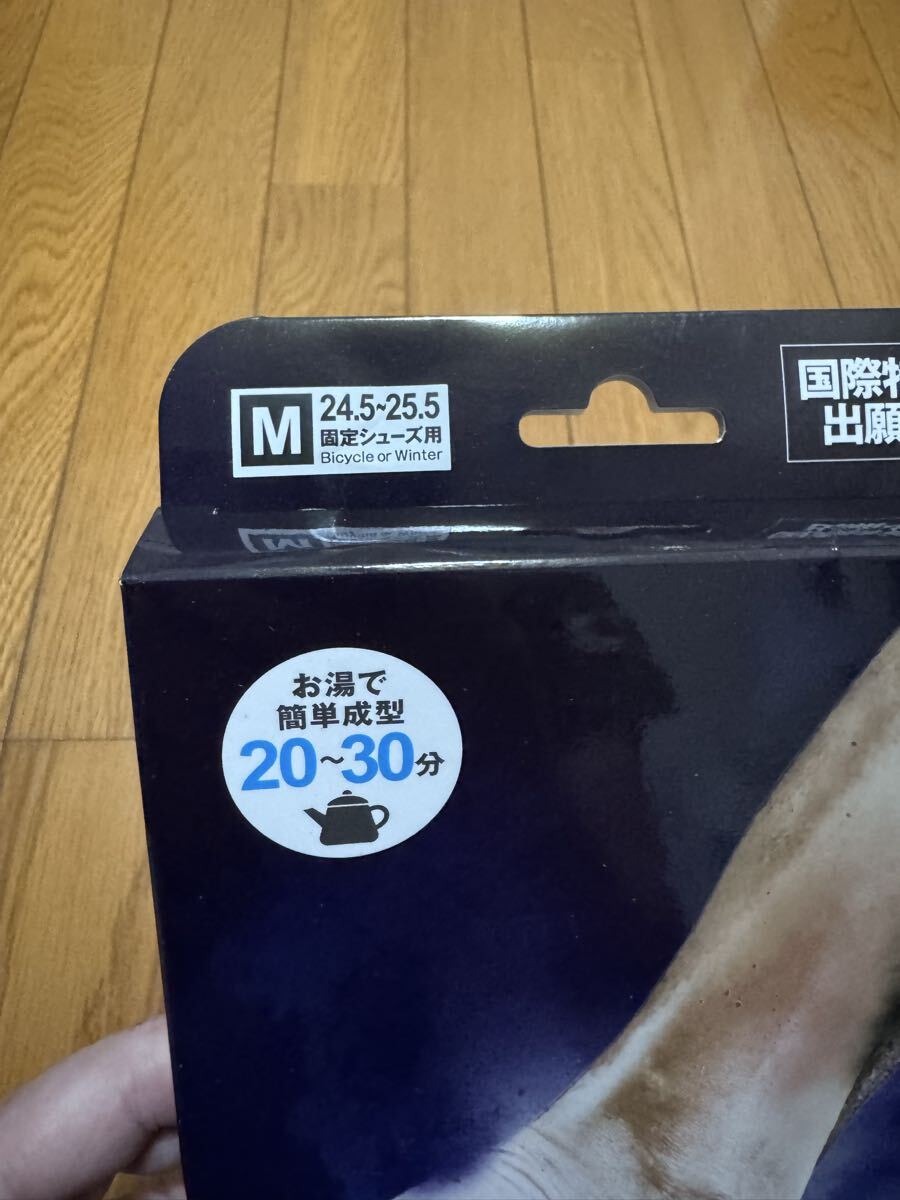 M
24.5~25.5
固定シューズ用
Bicycle or Winter
国際特
出願
お湯で
簡単成型
20~30分